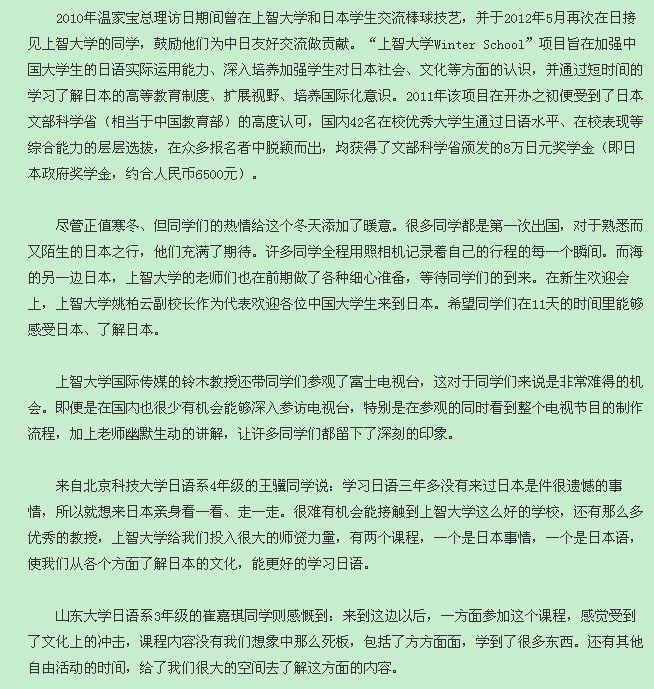 2010年温家宝总理访日期间曾在上智大学和日本学生交流棒球技艺，并于2012年5月再次在日接
见上智大学的同学，鼓励他们为中日友好交流做贡献。“上智大学Winter School”项目旨在加强中
国大学生的日语实际运用能力、深入培养加强学生对日本社会、文化等方面的认识，并通过短时间的
学习了解日本的高等教育制度、扩展视野、培养国际化意识。2011年该项目在开办之初便受到了日本
文部科学省（相当于中国教育部）的高度认可，国内42名在校优秀大学生通过日语水平、在校表现等
综合能力的层层选拔，在众多报名者中脱颖而出，均获得了文部科学省颁发的8万日元奖学金（即日
本政府奖学金，约合人民币6500元）。
尽管正值寒冬、但同学们的热情给这个冬天添加了暖意。很多同学都是第一次出国，对于熟悉而
又陌生的日本之行，他们充满了期待。许多同学全程用照相机记录着自己的行程的每一个瞬间。而海
的另一边日本，上智大学的老师们也在前期做了各种细心准备，等待同学们的到来。在新生欢迎会
上，上智大学姚柏云副校长作为代表欢迎各位中国大学生来到日本。希望同学们在11天的时间里能够
感受日本、了解日本。
上智大学国际传媒的铃木教授还带同学们参观了富士电视台，这对于同学们来说是非常难得的机
会。即便是在国内也很少有机会能够深入参访电视台，特别是在参观的同时看到整个电视节目的制作
流程，加上老师幽默生动的讲解，让许多同学们都留下了深刻的印象。
来自北京科技大学日语系4年级的王骥同学说：学习日语三年多没有来过日本是件很遗憾的事
情，所以就想来日本亲身看一看、走一走。很难有机会能接触到上智大学这么好的学校，还有那么多
优秀的教授，上智大学给我们投入很大的师资力量，有两个课程，一个是日本事情，一个是日本语，
使我们从各个方面了解日本的文化，能更好的学习日语。
山东大学日语系3年级的崔嘉琪同学则感慨到：来到这边以后，一方面参加这个课程，感觉受到
了文化上的冲击，课程内容没有我们想象中那么死板，包括了方方面面，学到了很多东西。还有其他
自由活动的时间，给了我们很大的空间去了解这方面的内容。